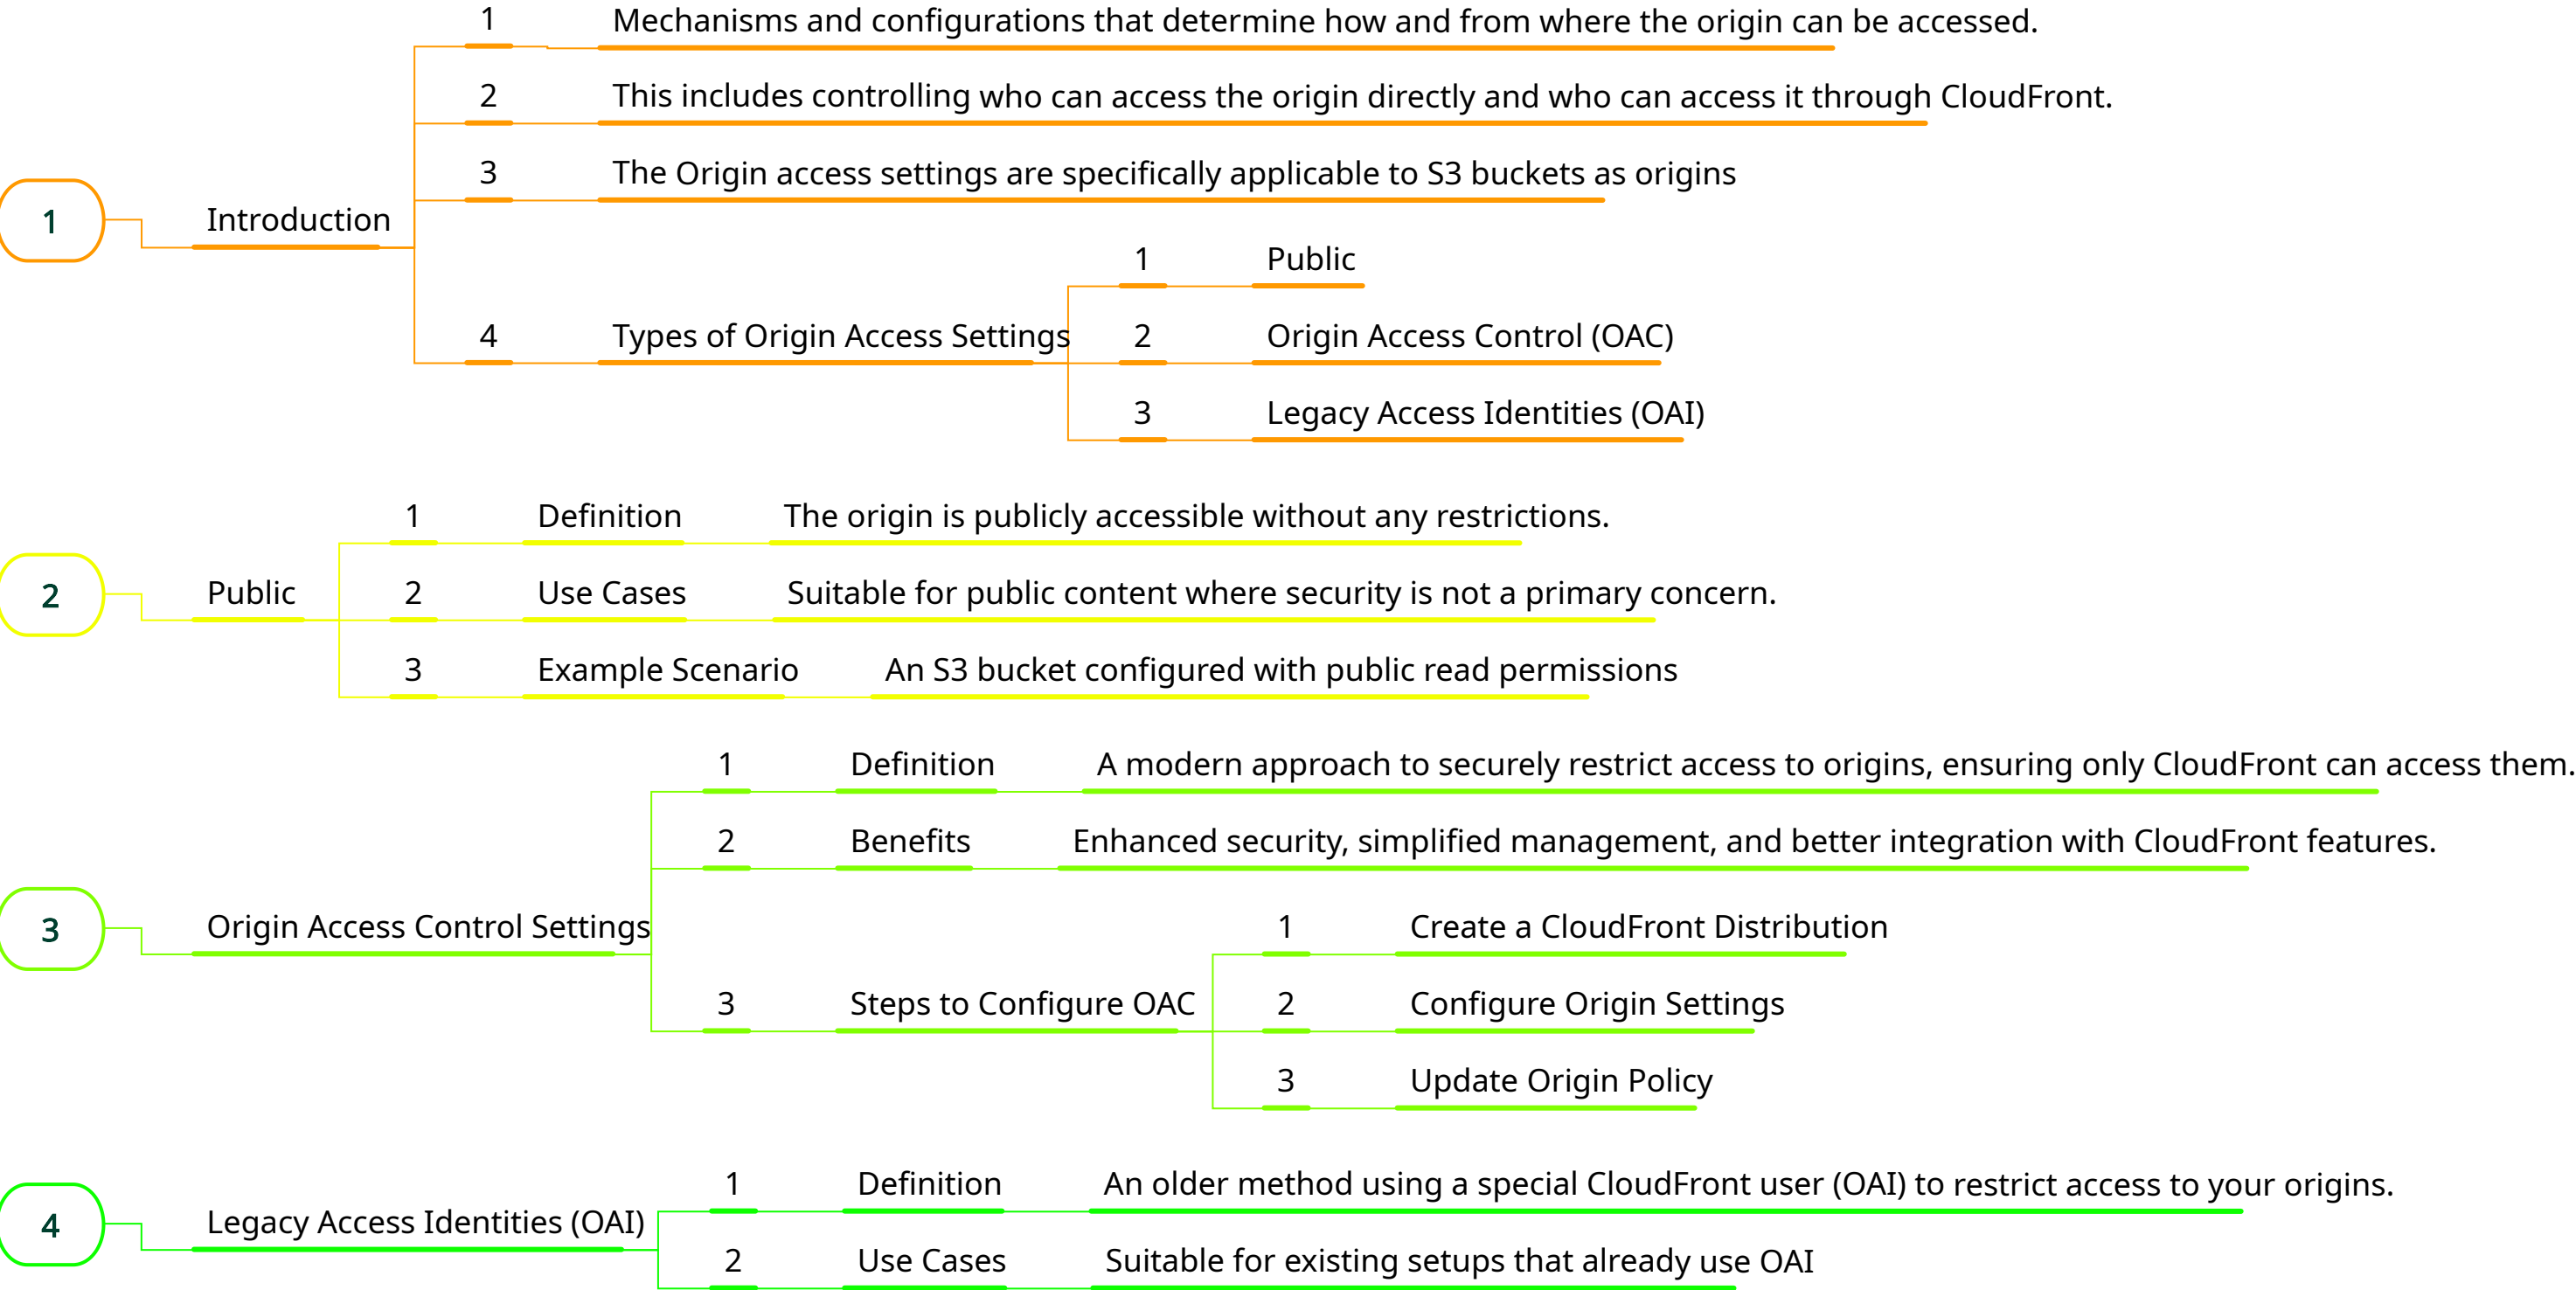 1 Introduction
1 Mechanisms and configurations that determine how and from where the origin can be accessed.
2 This includes controlling who can access the origin directly and who can access it through CloudFront.
3 The Origin access settings are specifically applicable to S3 buckets as origins
4 Types of Origin Access Settings
1 Public
2 Origin Access Control (OAC)
3 Legacy Access Identities (OAI)
2 Public
1 Definition The origin is publicly accessible without any restrictions.
2 Use Cases Suitable for public content where security is not a primary concern.
3 Example Scenario An S3 bucket configured with public read permissions
3 Origin Access Control Settings
1 Definition A modern approach to securely restrict access to origins, ensuring only CloudFront can access them.
2 Benefits Enhanced security, simplified management, and better integration with CloudFront features.
3 Steps to Configure OAC
1 Create a CloudFront Distribution
2 Configure Origin Settings
3 Update Origin Policy
4 Legacy Access Identities (OAI)
1 Definition An older method using a special CloudFront user (OAI) to restrict access to your origins.
2 Use Cases Suitable for existing setups that already use OAI